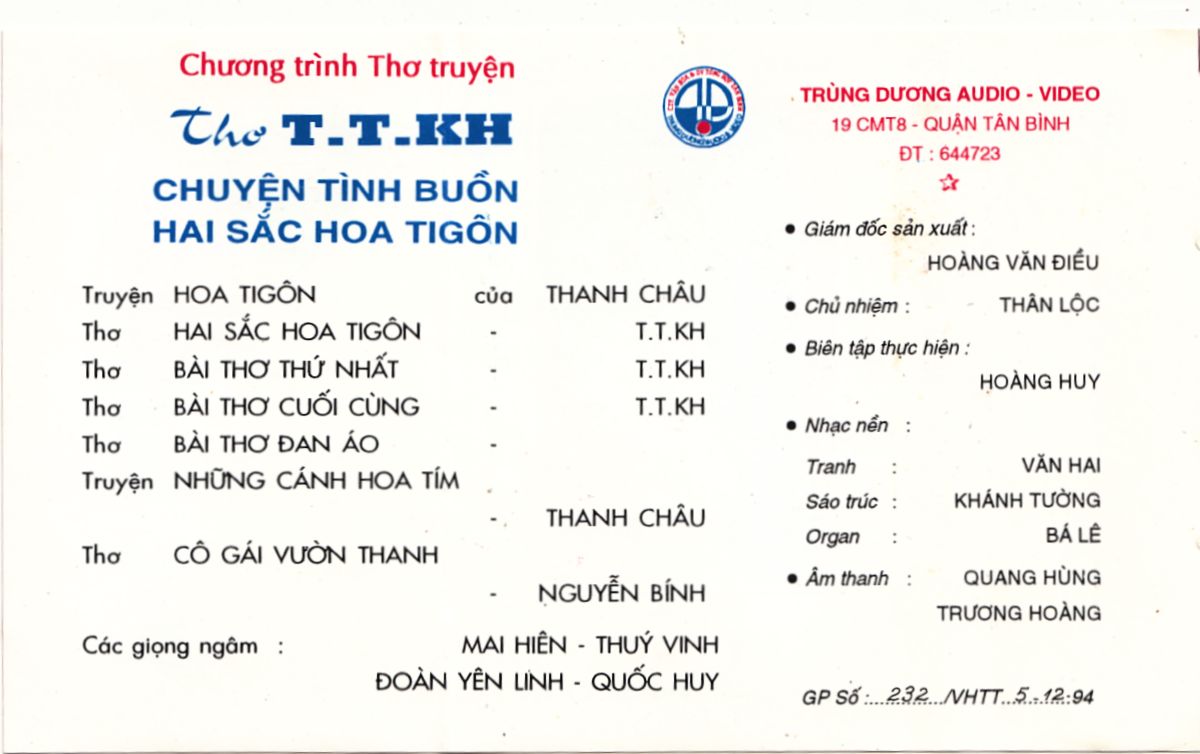 Chương trình Thơ truyện
Thơ T.T.KH
CHUYỆN TÌNH BUỒN
HAI SẮC HOA TIGÔN
Truyện HOA TIGÔN của THANH CHÂU
Thơ HAI SẮC HOA TIGÔN - T.T.KH
Thơ BÀI THƠ THỨ NHẤT - T.T.KH
Thơ BÀI THƠ CUỐI CÙNG - T.T.KH
Thơ BÀI THƠ ĐAN ÁO -
Truyện NHỮNG CÁNH HOA TÍM
- THANH CHÂU
Thơ CÔ GÁI VƯỜN THANH
- NGUYỄN BÍNH
Các giọng ngâm : MAI HIÊN - THUÝ VINH
ĐOÀN YÊN LINH - QUỐC HUY
TRÙNG DƯƠNG AUDIO - VIDEO
19 CMT8 - QUẬN TÂN BÌNH
ĐT : 644723
• Giám đốc sản xuất :
HOÀNG VĂN ĐIỀU
• Chủ nhiệm : THÂN LỘC
• Biên tập thực hiện :
HOÀNG HUY
• Nhạc nền :
Tranh : VĂN HAI
Sáo trúc : KHÁNH TƯỜNG
Organ : BÁ LÊ
• Âm thanh : QUANG HÙNG
TRƯƠNG HOÀNG
GP Số :....232.../VHTT...5.-.12.:94